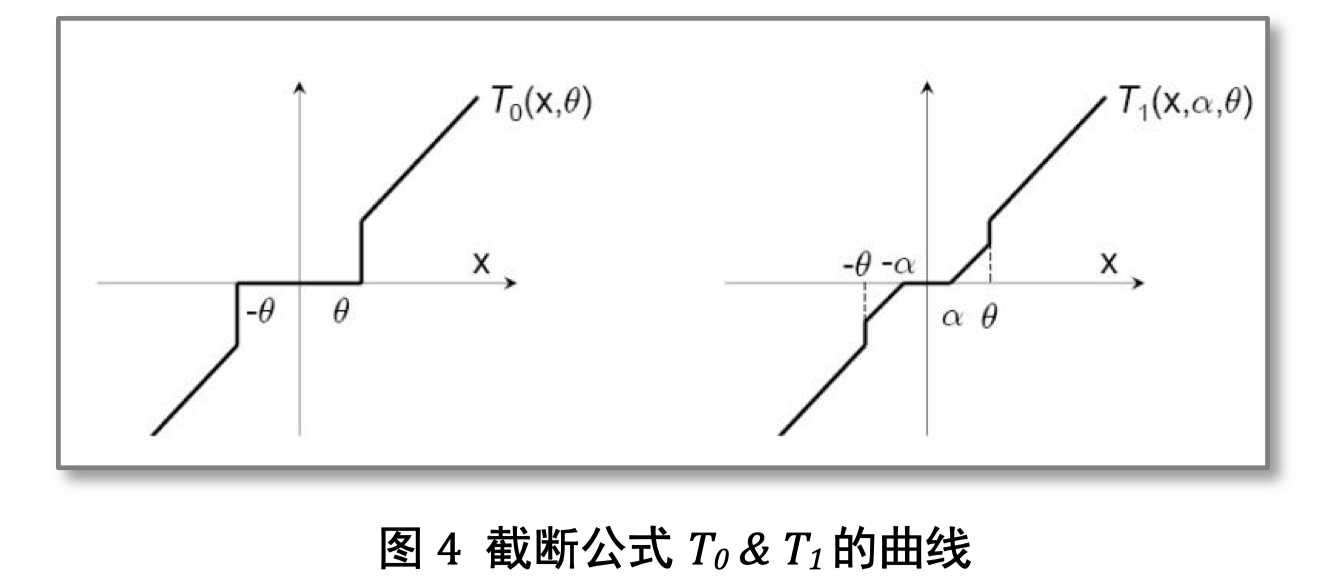 T₀(x,θ)
x
-θ
θ
T₁(x,α,θ)
-θ -α
x
α θ
图 4 截断公式 T₀ & T₁ 的曲线